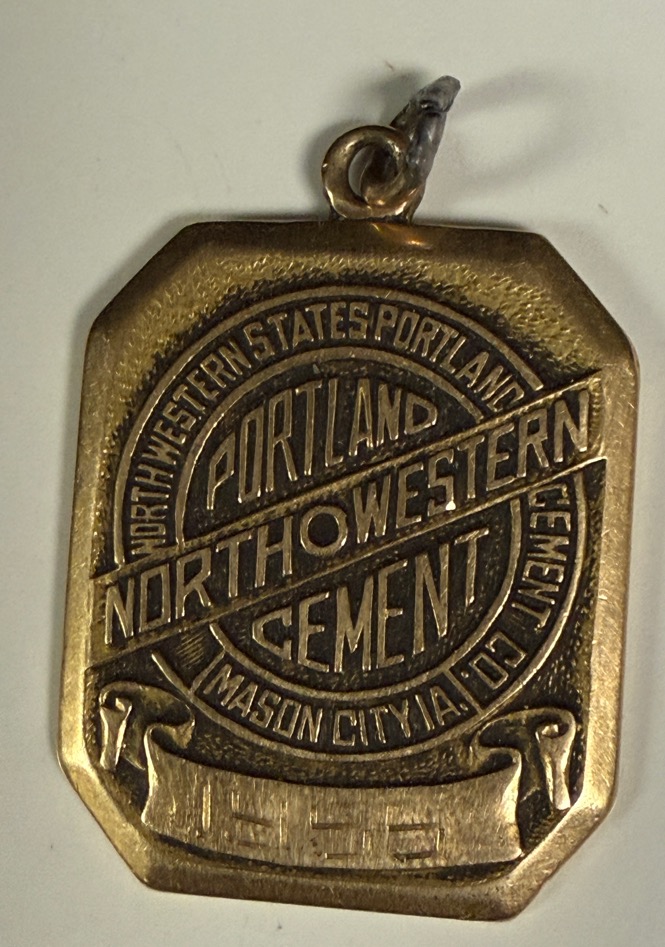 NORTHWESTERN STATES PORTLAND CEMENT CO.
PORTLAND
NORTHWESTERN
CEMENT
MASON CITY, IA.